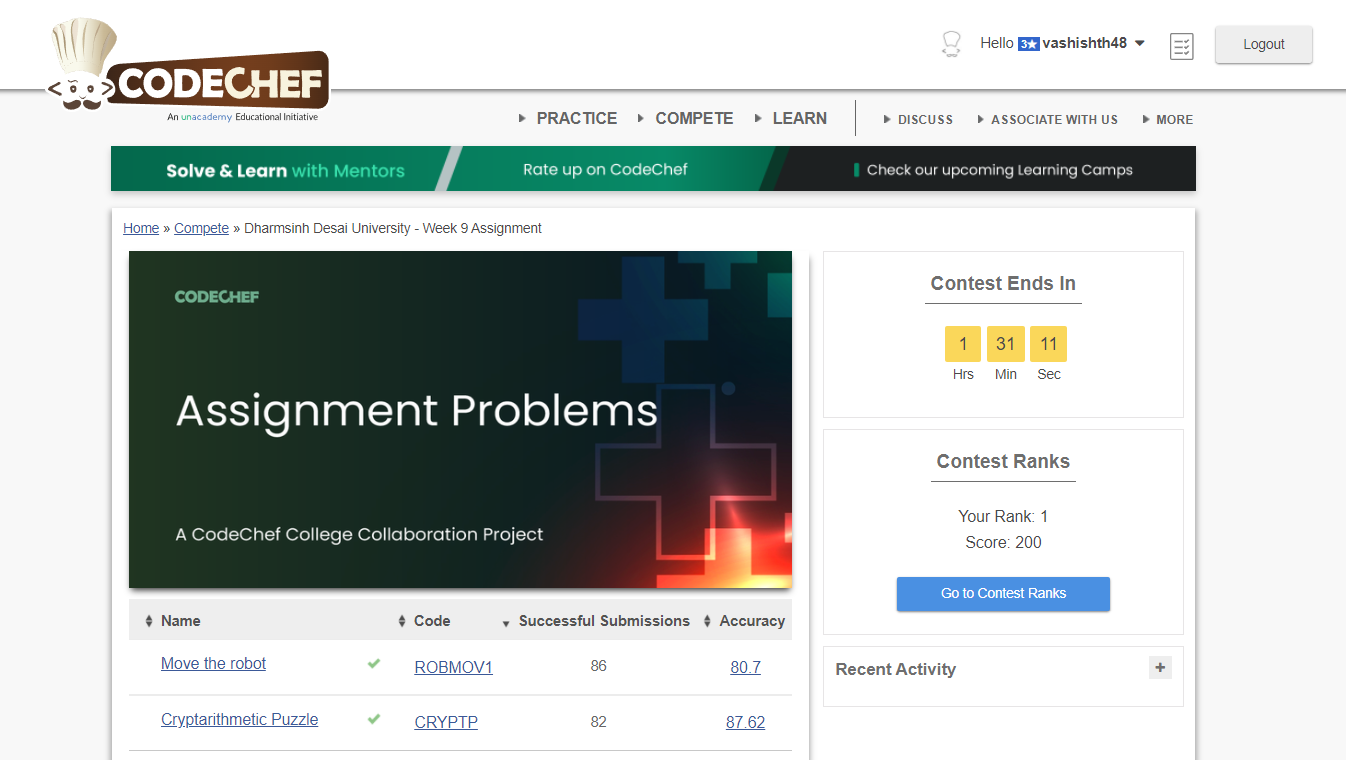 Hello 3★ vashishth48
Logout
CODECHEF
An unacademy Educational Initiative
PRACTICE COMPETE LEARN DISCUSS ASSOCIATE WITH US MORE
Solve & Learn with Mentors Rate up on CodeChef Check our upcoming Learning Camps
Home » Compete » Dharmsinh Desai University - Week 9 Assignment
CODECHEF
Assignment Problems
A CodeChef College Collaboration Project
Name Code Successful Submissions Accuracy
Move the robot ROBMOV1 86 80.7
Cryptarithmetic Puzzle CRYPTP 82 87.62
Contest Ends In
1 31 11
Hrs Min Sec
Contest Ranks
Your Rank: 1
Score: 200
Go to Contest Ranks
Recent Activity +